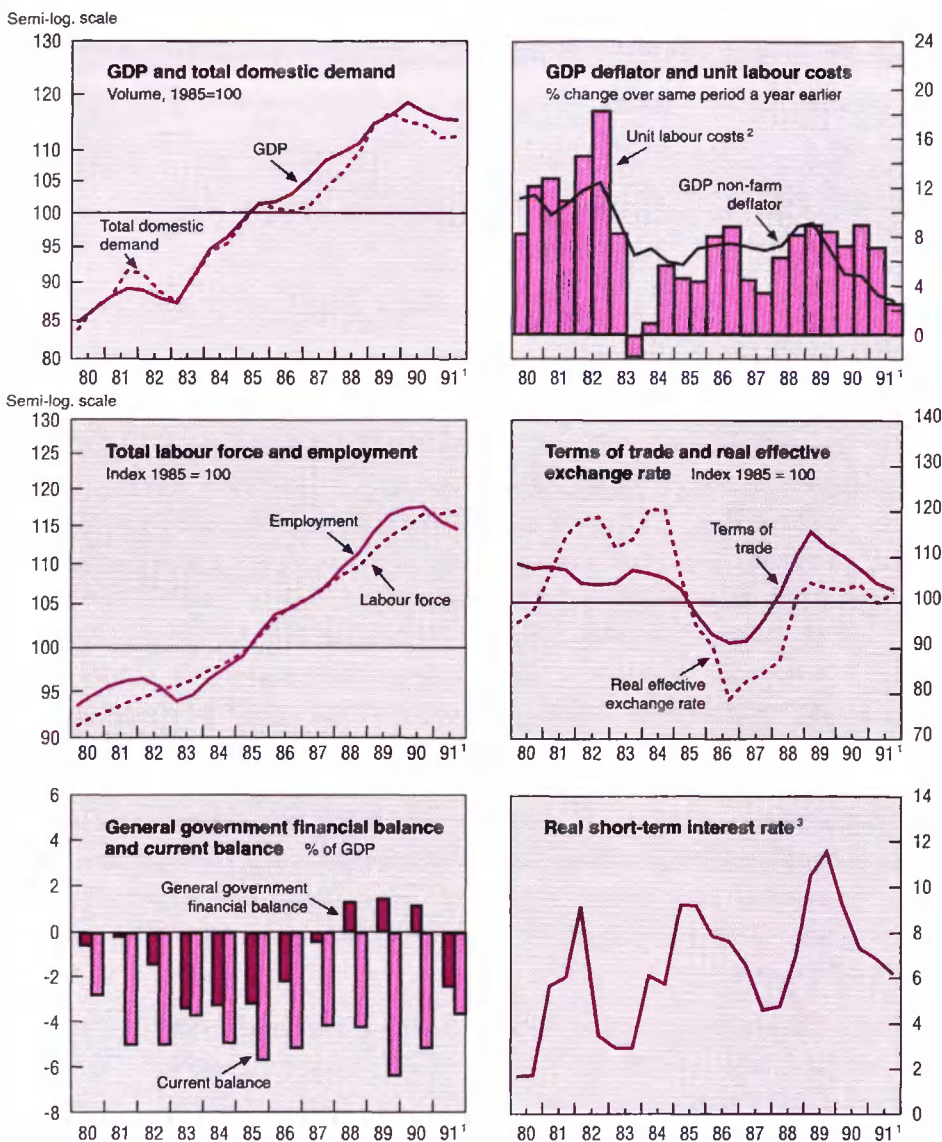 Semi-log. scale
130
120
110
105
100
95
90
85
80
GDP and total domestic demand
Volume, 1985=100
GDP
Total domestic
demand
80 81 82 83 84 85 86 87 88 89 90 91¹
24
20
16
12
8
4
0
GDP deflator and unit labour costs
% change over same period a year earlier
Unit labour costs²
GDP non-farm
deflator
80 81 82 83 84 85 86 87 88 89 90 91¹
Semi-log. scale
130
120
115
110
105
100
95
90
Total labour force and employment
Index 1985 = 100
Employment
Labour force
80 81 82 83 84 85 86 87 88 89 90 91¹
140
130
120
110
100
90
80
70
Terms of trade and real effective
exchange rate Index 1985 = 100
Terms of
trade
Real effective
exchange rate
80 81 82 83 84 85 86 87 88 89 90 91¹
6
4
2
0
-2
-4
-6
-8
General government financial balance
and current balance % of GDP
General government
financial balance
Current balance
80 81 82 83 84 85 86 87 88 89 90 91¹
14
12
10
8
6
4
2
0
Real short-term interest rate³
80 81 82 83 84 85 86 87 88 89 90 91¹